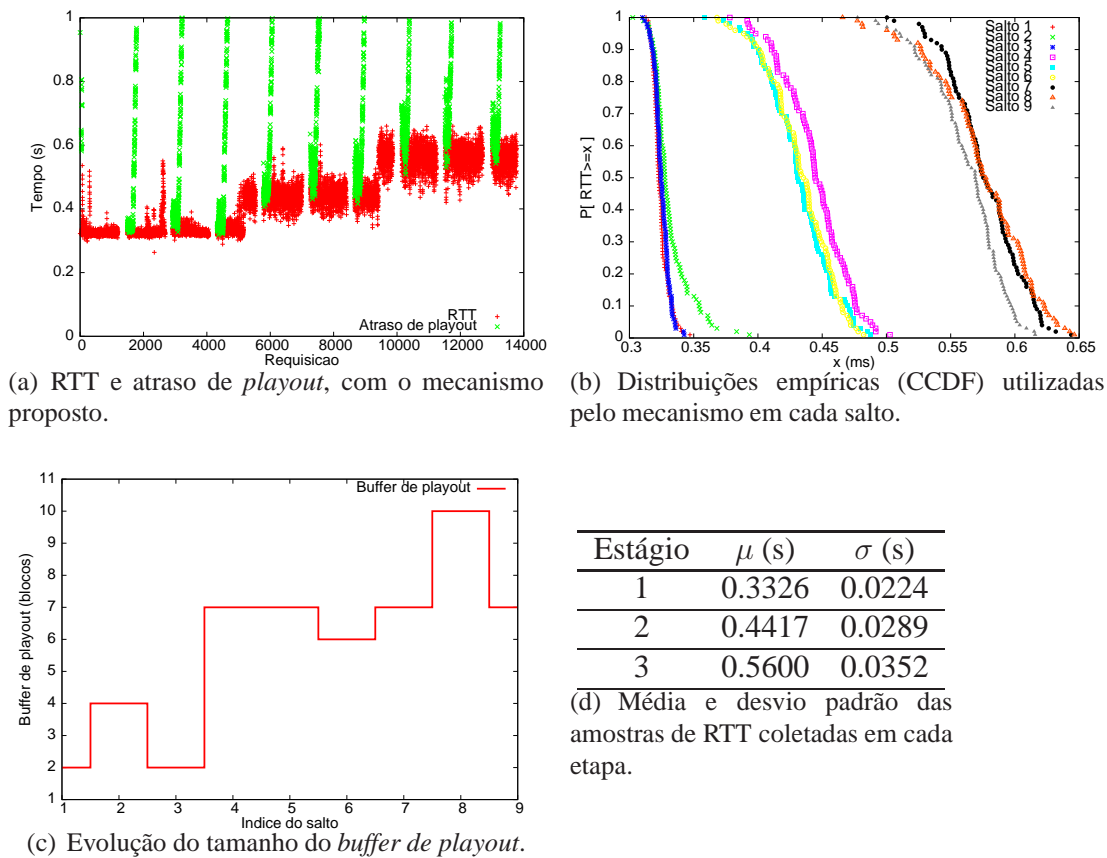 1
0.8
0.6
0.4
0.2
0
Tempo (s)
0 2000 4000 6000 8000 10000 12000 14000
Requisicao
RTT
Atraso de playout
(a) RTT e atraso de playout, com o mecanismo
proposto.
1
0.9
0.8
0.7
0.6
0.5
0.4
0.3
0.2
0.1
0
P[ RTT>=x ]
0.3 0.35 0.4 0.45 0.5 0.55 0.6 0.65
x (ms)
Salto 1
Salto 2
Salto 3
Salto 4
Salto 5
Salto 6
Salto 7
Salto 8
Salto 9
(b) Distribuições empíricas (CCDF) utilizadas
pelo mecanismo em cada salto.
11
10
9
8
7
6
5
4
3
2
1
Buffer de playout (blocos)
Buffer de playout
1 2 3 4 5 6 7 8 9
Indice do salto
(c) Evolução do tamanho do buffer de playout.
Estágio μ (s) σ (s)
1 0.3326 0.0224
2 0.4417 0.0289
3 0.5600 0.0352
(d) Média e desvio padrão das
amostras de RTT coletadas em cada
etapa.